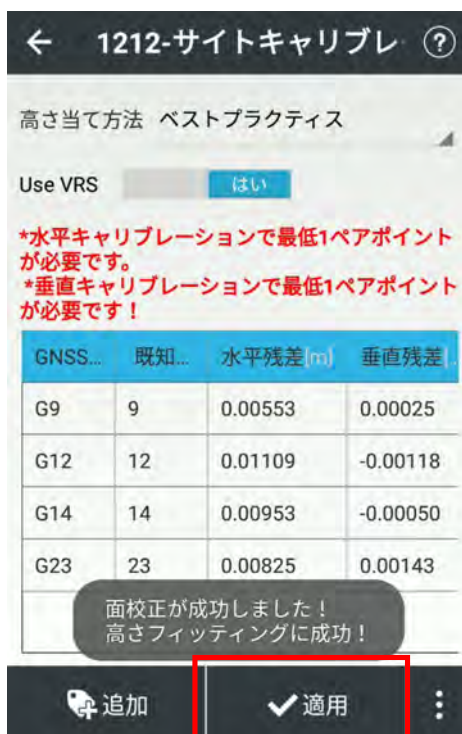 1212-サイトキャリブレ
高さ当て方法 ベストプラクティス
Use VRS はい
*水平キャリブレーションで最低1ペアポイント
が必要です。
*垂直キャリブレーションで最低1ペアポイント
が必要です！
GNSS... 既知... 水平残差(m) 垂直残差(..
G9 9 0.00553 0.00025
G12 12 0.01109 -0.00118
G14 14 0.00953 -0.00050
G23 23 0.00825 0.00143
面校正が成功しました！
高さフィッティングに成功！
追加 適用